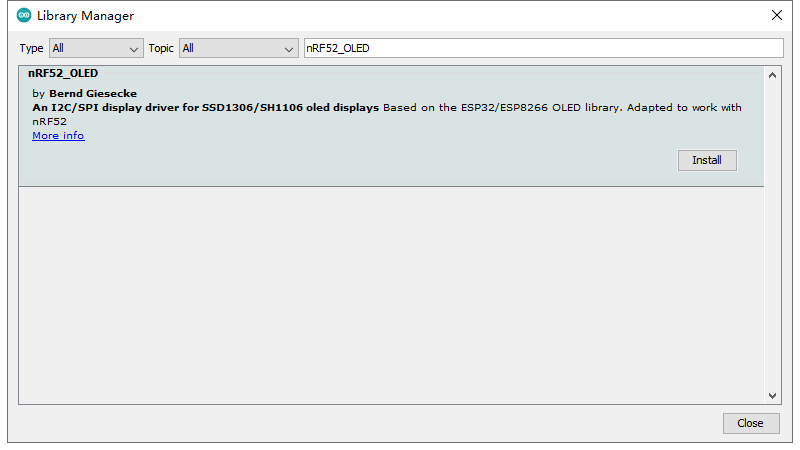 Library Manager
Type All Topic All nRF52_OLED
nRF52_OLED
by Bernd Giesecke
An I2C/SPI display driver for SSD1306/SH1106 oled displays Based on the ESP32/ESP8266 OLED library. Adapted to work with
nRF52
More info
Install
Close